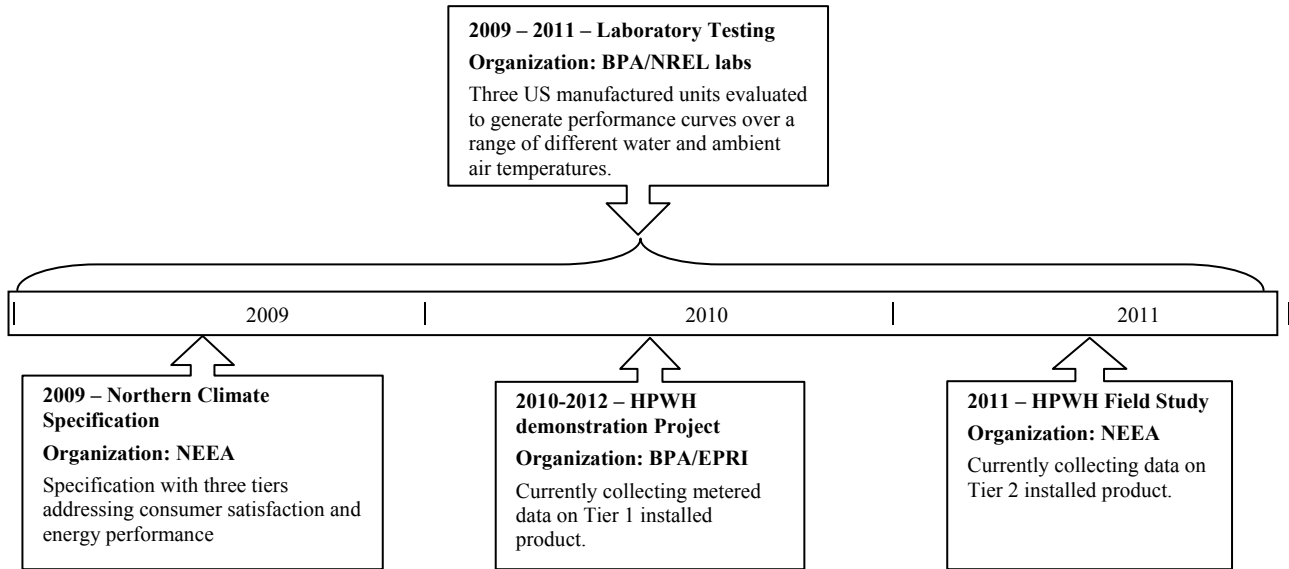 2009 – 2011 – Laboratory Testing
Organization: BPA/NREL labs
Three US manufactured units evaluated
to generate performance curves over a
range of different water and ambient
air temperatures.
2009
2010
2011
2009 – Northern Climate
Specification
Organization: NEEA
Specification with three tiers
addressing consumer satisfaction and
energy performance
2010-2012 – HPWH
demonstration Project
Organization: BPA/EPRI
Currently collecting metered
data on Tier 1 installed
product.
2011 – HPWH Field Study
Organization: NEEA
Currently collecting data on
Tier 2 installed product.